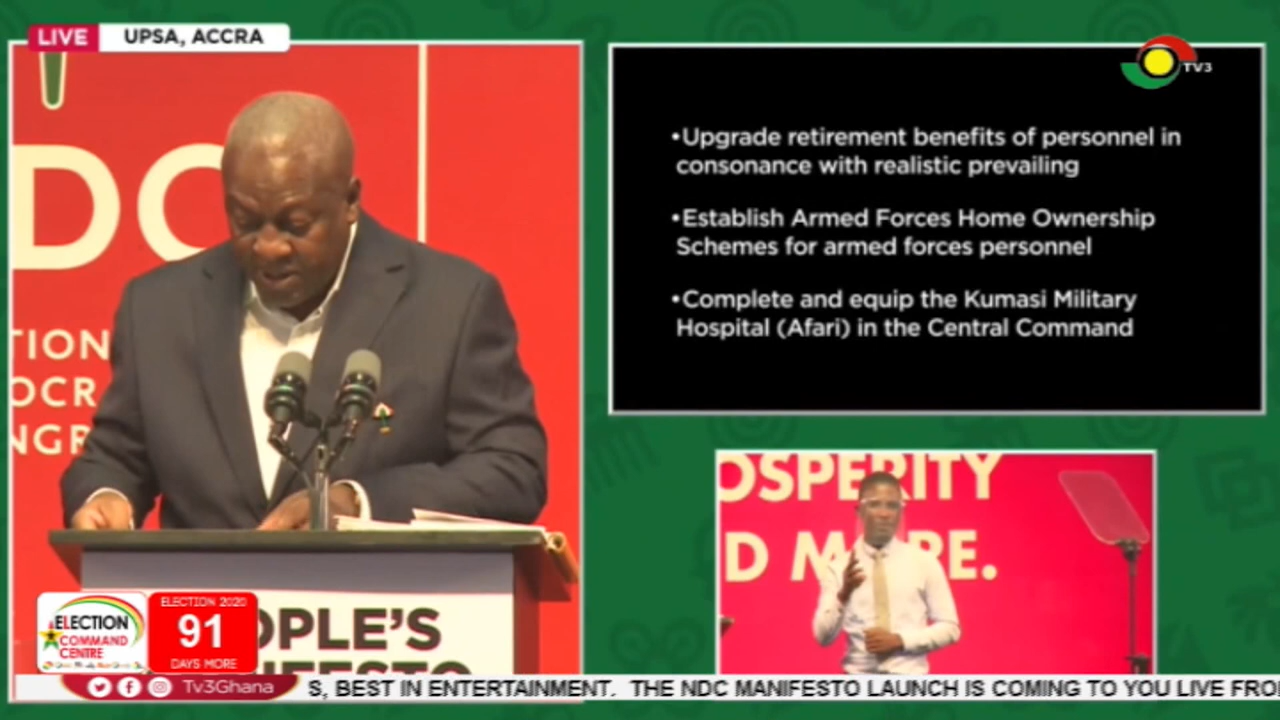 LIVE
UPSA, ACCRA
TV3
•Upgrade retirement benefits of personnel in
consonance with realistic prevailing
•Establish Armed Forces Home Ownership
Schemes for armed forces personnel
•Complete and equip the Kumasi Military
Hospital (Afari) in the Central Command
DC
TION
OCR
NGR
OSPERITY
D MORE.
ELECTION
COMMAND
CENTRE
ELECTION 2020
91
DAYS MORE
OPLE'S
NIFESTO
Tv3Ghana
S, BEST IN ENTERTAINMENT. THE NDC MANIFESTO LAUNCH IS COMING TO YOU LIVE FRO